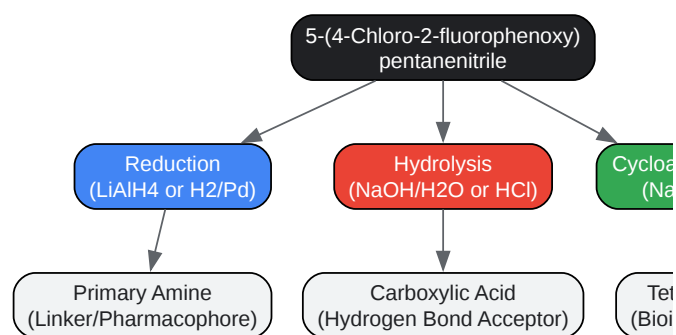 5-(4-Chloro-2-fluorophenoxy)
pentanenitrile
Reduction
(LiAlH4 or H2/Pd)
Hydrolysis
(NaOH/H2O or HCl)
Primary Amine
(Linker/Pharmacophore)
Carboxylic Acid
(Hydrogen Bond Acceptor)